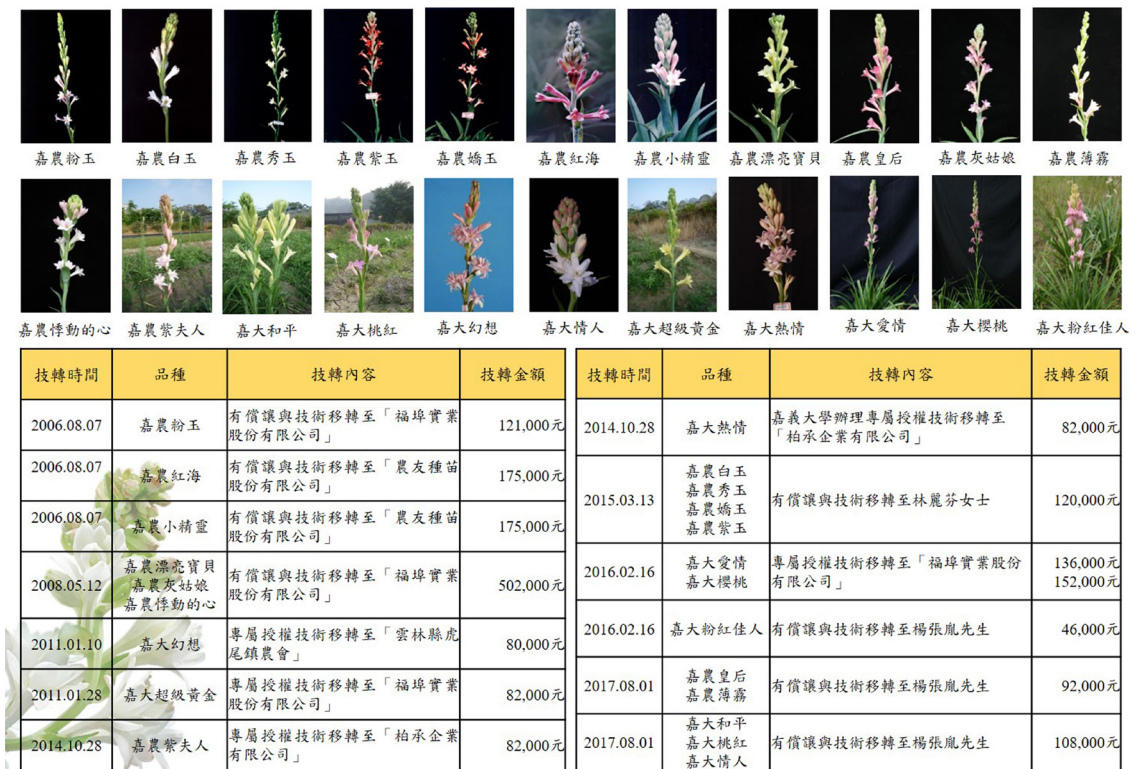 嘉農粉玉
嘉農白玉
嘉農秀玉
嘉農紫玉
嘉農嬌玉
嘉農紅海
嘉農小精靈
嘉農漂亮寶貝
嘉農皇后
嘉農灰姑娘
嘉農薄霧
嘉農悸動的心
嘉農紫夫人
嘉大和平
嘉大桃紅
嘉大幻想
嘉大情人
嘉大超級黃金
嘉大熱情
嘉大愛情
嘉大櫻桃
嘉大粉紅佳人
技轉時間 品種 技轉內容 技轉金額
2006.08.07 嘉農粉玉 有償讓與技術移轉至「福埠實業
股份有限公司」 121,000元
2006.08.07 嘉農紅海 有償讓與技術移轉至「農友種苗
股份有限公司」 175,000元
2006.08.07 嘉農小精靈 有償讓與技術移轉至「農友種苗
股份有限公司」 175,000元
2008.05.12 嘉農漂亮寶貝
嘉農灰姑娘
嘉農悸動的心 有償讓與技術移轉至「福埠實業
股份有限公司」 502,000元
2011.01.10 嘉大幻想 專屬授權技術移轉至「雲林縣虎
尾鎮農會」 80,000元
2011.01.28 嘉大超級黃金 專屬授權技術移轉至「福埠實業
股份有限公司」 82,000元
2014.10.28 嘉農紫夫人 專屬授權技術移轉至「柏承企業
有限公司」 82,000元
技轉時間 品種 技轉內容 技轉金額
2014.10.28 嘉大熱情 嘉義大學辦理專屬授權技術移轉至
「柏承企業有限公司」 82,000元
2015.03.13 嘉農白玉
嘉農秀玉
嘉農嬌玉
嘉農紫玉 有償讓與技術移轉至林麗芬女士 120,000元
2016.02.16 嘉大愛情
嘉大櫻桃 專屬授權技術移轉至「福埠實業股份
有限公司」 136,000元
152,000元
2016.02.16 嘉大粉紅佳人 有償讓與技術移轉至楊張胤先生 46,000元
2017.08.01 嘉農皇后
嘉農薄霧 有償讓與技術移轉至楊張胤先生 92,000元
2017.08.01 嘉大和平
嘉大桃紅
嘉大情人 有償讓與技術移轉至楊張胤先生 108,000元